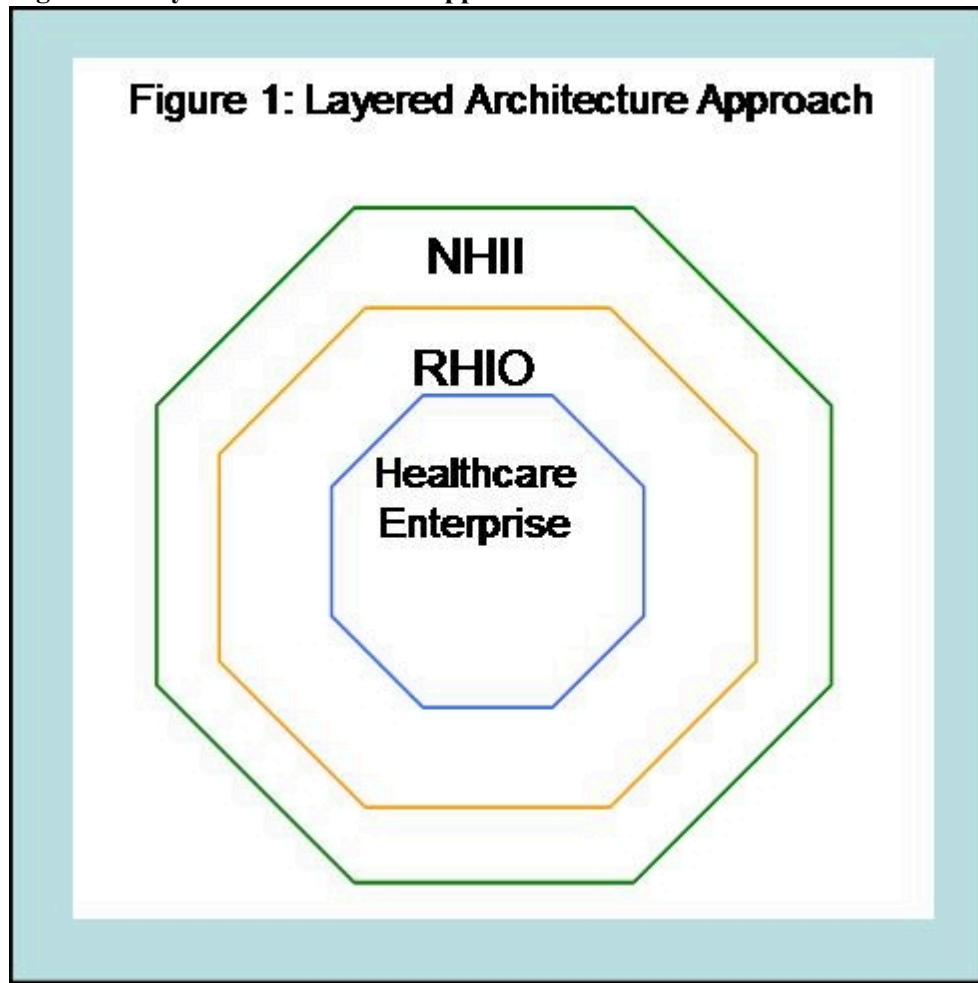 Figure 1: Layered Architecture Approach
NHII
RHIO
Healthcare
Enterprise